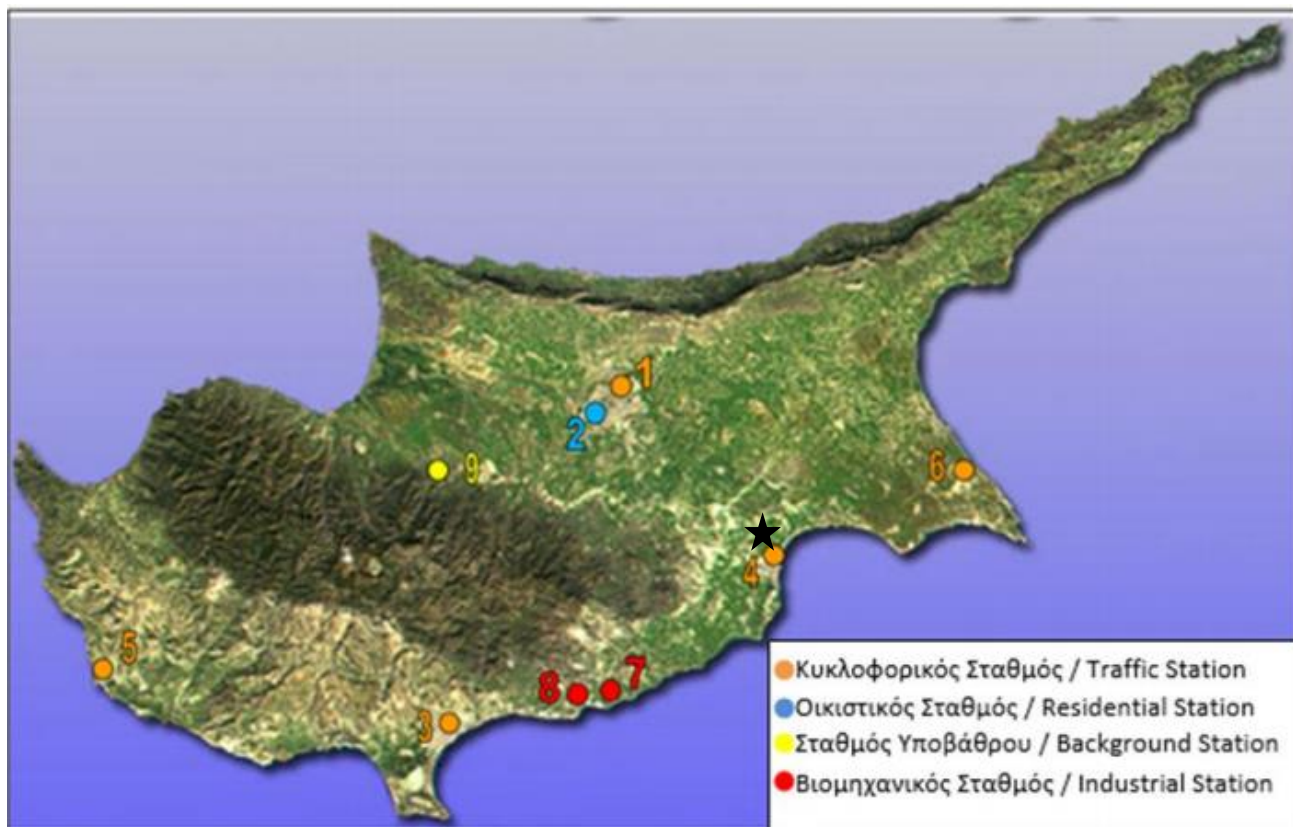 1
2
9
6
4
5
8
7
3
Κυκλοφορικός Σταθμός / Traffic Station
Οικιστικός Σταθμός / Residential Station
Σταθμός Υποβάθρου / Background Station
Βιομηχανικός Σταθμός / Industrial Station